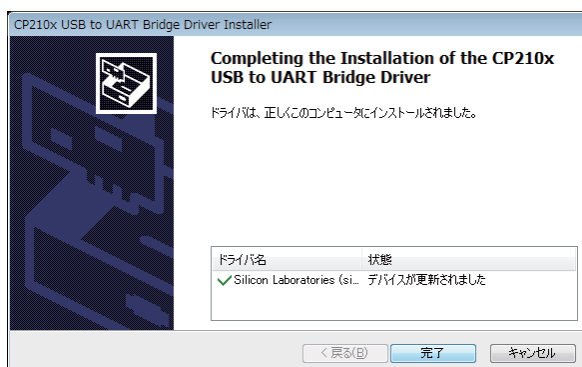 CP210x USB to UART Bridge Driver Installer
Completing the Installation of the CP210x
USB to UART Bridge Driver
ドライバは、正しくこのコンピュータにインストールされました。
ドライバ名 状態
Silicon Laboratories (si... デバイスが更新されました
< 戻る(B) 完了 キャンセル